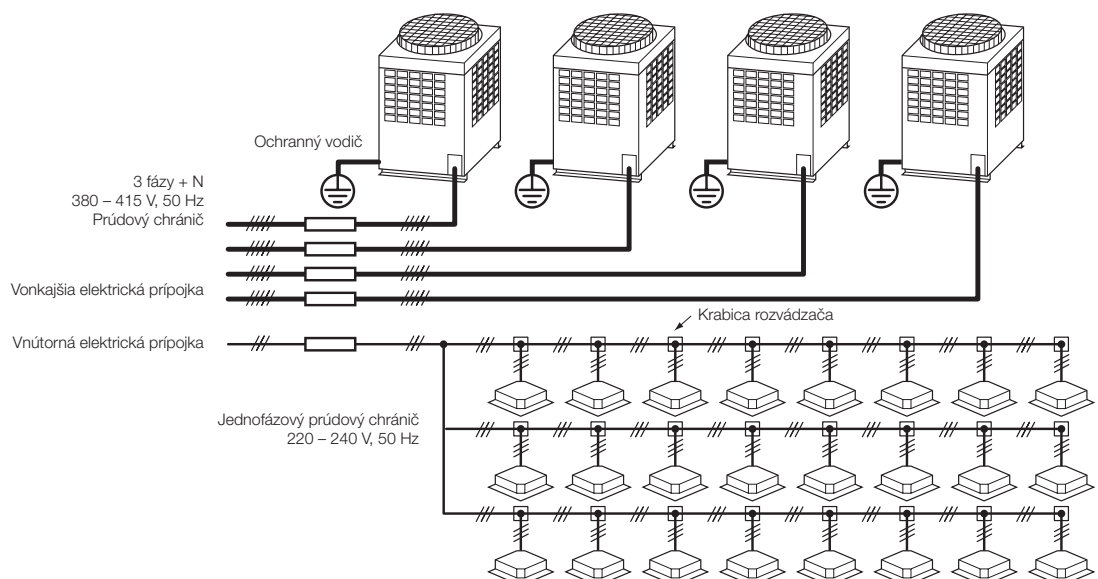 Ochranný vodič
3 fázy + N
380 – 415 V, 50 Hz
Prúdový chránič
Vonkajšia elektrická prípojka
Krabica rozvádzača
Vnútorná elektrická prípojka
Jednofázový prúdový chránič
220 – 240 V, 50 Hz